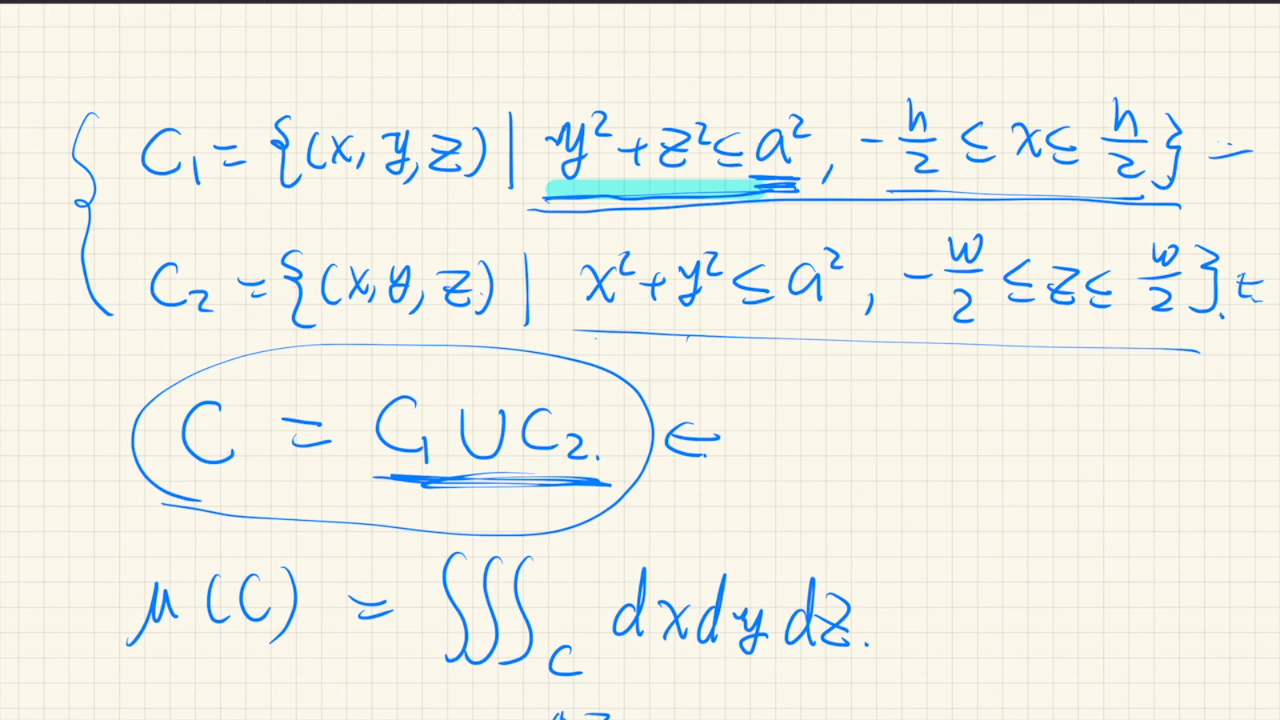 C₁ = {(x, y, z) | y² + z² ≤ a², -h/2 ≤ x ≤ h/2}
C₂ = {(x, y, z) | x² + y² ≤ a², -w/2 ≤ z ≤ w/2}.
C = C₁ ∪ C₂. ←
μ(C) = ∭_C dxdydz.